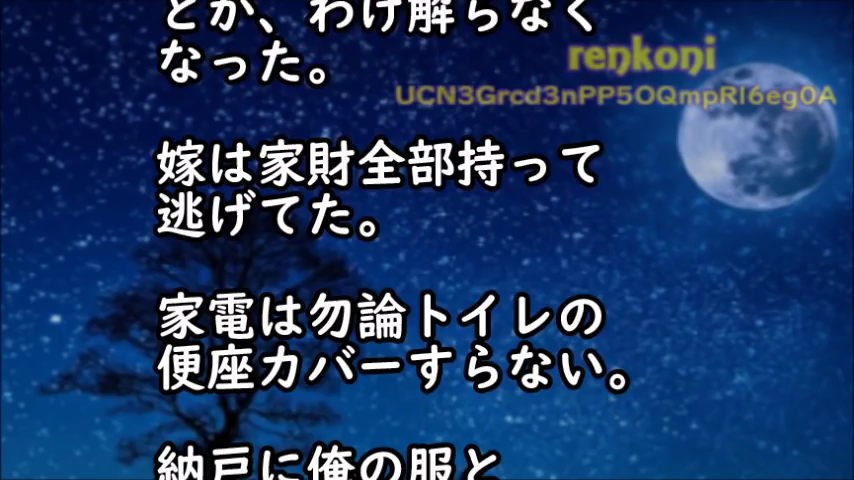 とか、わけ解らなく
なった。
renkoni
UCN3Grcd3nPP5OQmpRI6eg0A
嫁は家財全部持って
逃げてた。
家電は勿論トイレの
便座カバーすらない。
納戸に俺の服と